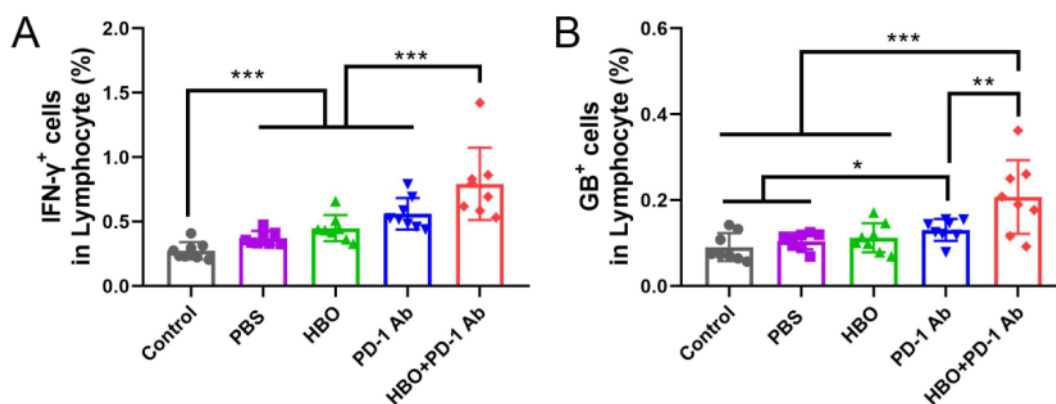 A
IFN-γ+ cells
in Lymphocyte (%)
2.0
1.5
1.0
0.5
0.0
***
***
Control
PBS
HBO
PD-1 Ab
HBO+PD-1 Ab
B
GB+ cells
in Lymphocyte (%)
0.6
0.4
0.2
0.0
***
**
*
Control
PBS
HBO
PD-1 Ab
HBO+PD-1 Ab